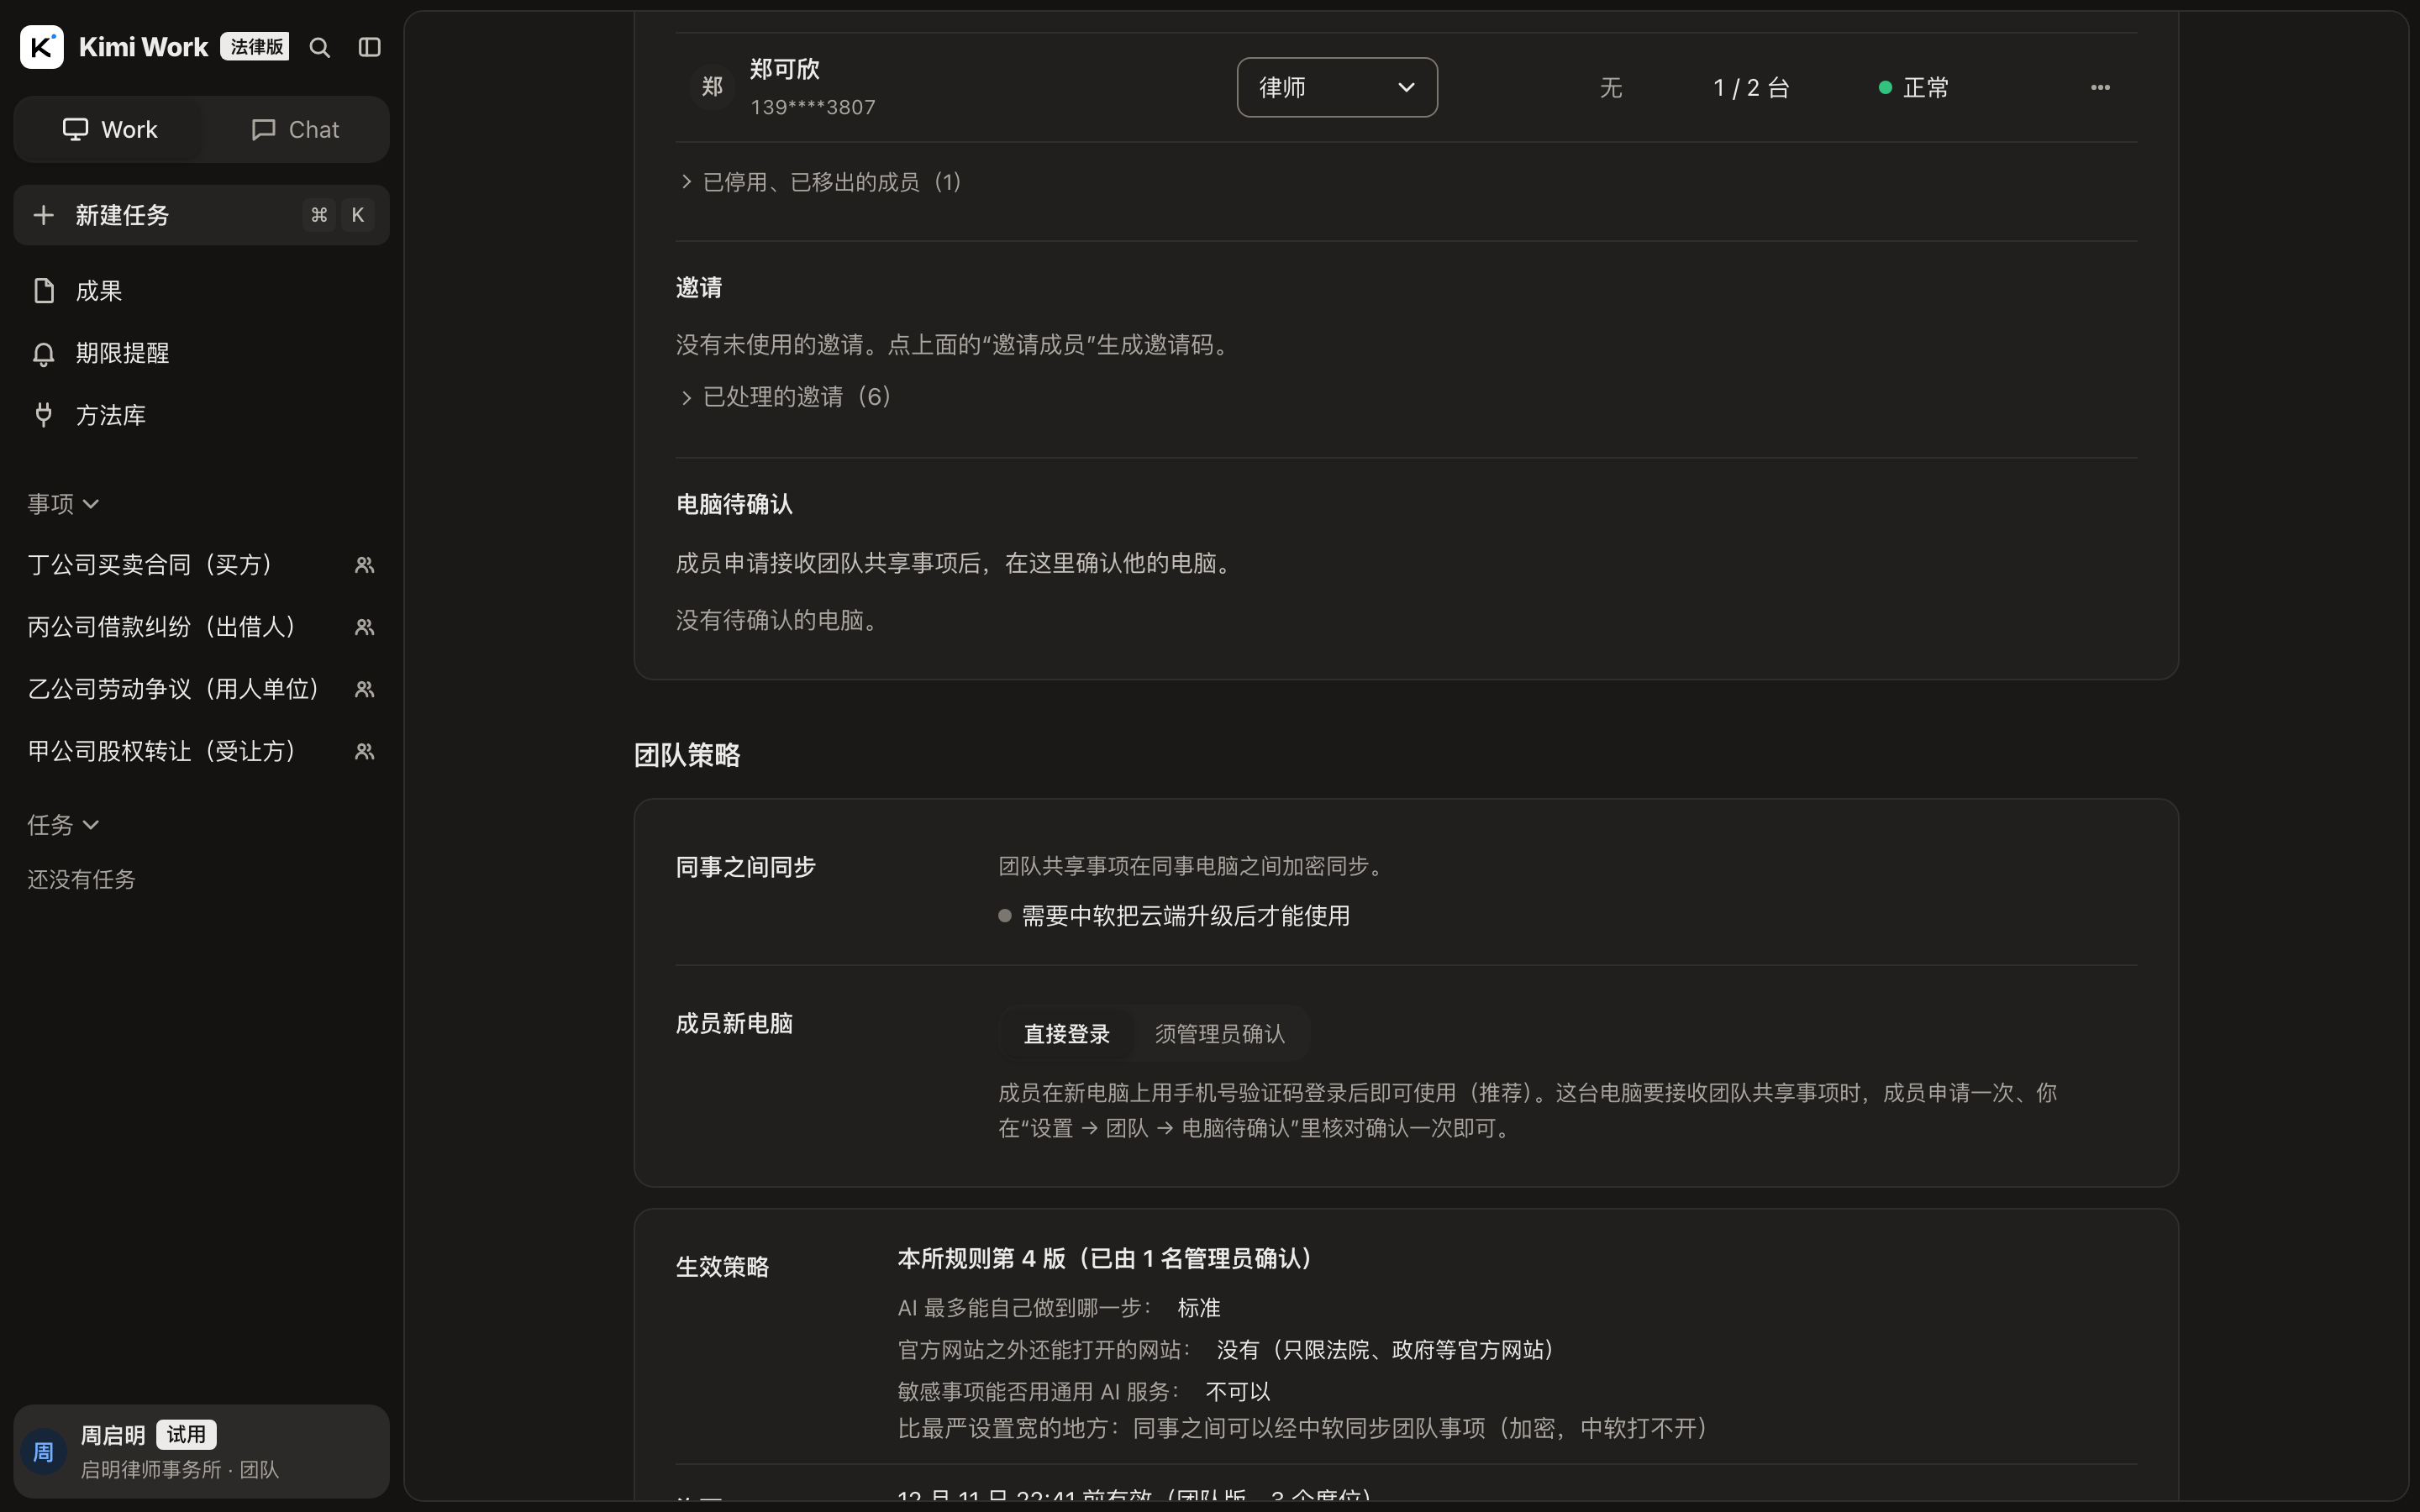 Kimi Work 法律版
Work
Chat
新建任务 ⌘ K
成果
期限提醒
方法库
事项
丁公司买卖合同（买方）
丙公司借款纠纷（出借人）
乙公司劳动争议（用人单位）
甲公司股权转让（受让方）
任务
还没有任务
周 周启明 试用
启明律师事务所 · 团队
郑 郑可欣 律师 无 1 / 2 台 正常
139****3807
已停用、已移出的成员（1）
邀请
没有未使用的邀请。点上面的“邀请成员”生成邀请码。
已处理的邀请（6）
电脑待确认
成员申请接收团队共享事项后，在这里确认他的电脑。
没有待确认的电脑。
团队策略
同事之间同步 团队共享事项在同事电脑之间加密同步。
需要中软把云端升级后才能使用
成员新电脑 直接登录 须管理员确认
成员在新电脑上用手机号验证码登录后即可使用（推荐）。这台电脑要接收团队共享事项时，成员申请一次、你
在“设置 → 团队 → 电脑待确认”里核对确认一次即可。
生效策略 本所规则第 4 版（已由 1 名管理员确认）
AI 最多能自己做到哪一步： 标准
官方网站之外还能打开的网站： 没有（只限法院、政府等官方网站）
敏感事项能否用通用 AI 服务： 不可以
比最严设置宽的地方：同事之间可以经中软同步团队事项（加密，中软打不开）
12 月 11 日 22:41 前有效（团队版，3 个席位）